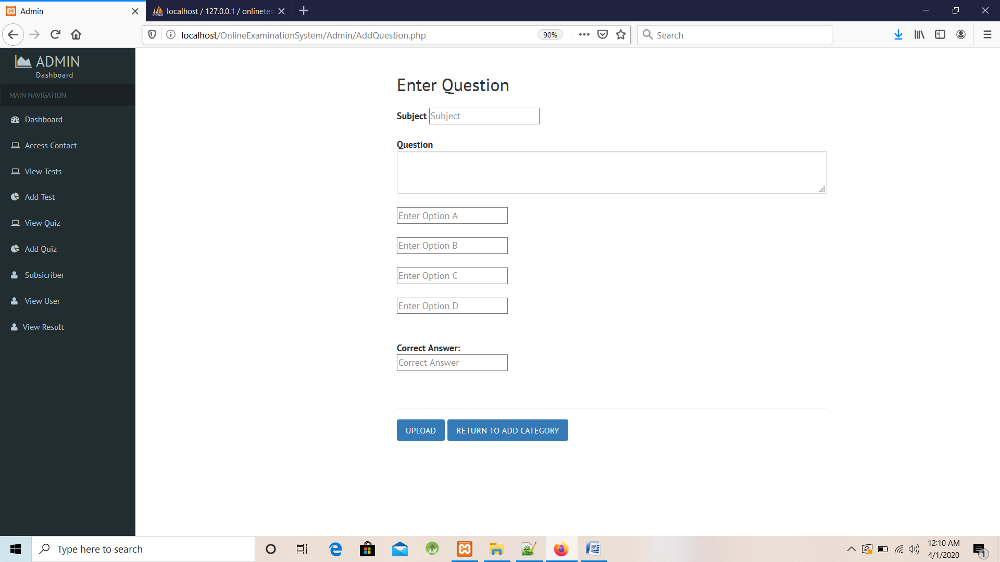 Admin
localhost / 127.0.0.1 / onlinetes
localhost/OnlineExaminationSystem/Admin/AddQuestion.php
90%
Search
ADMIN
Dashboard
MAIN NAVIGATION
Dashboard
Access Contact
View Tests
Add Test
View Quiz
Add Quiz
Subsicriber
View User
View Result
Enter Question
Subject Subject
Question
Enter Option A
Enter Option B
Enter Option C
Enter Option D
Correct Answer:
Correct Answer
UPLOAD RETURN TO ADD CATEGORY
Type here to search
12:10 AM
4/1/2020
1